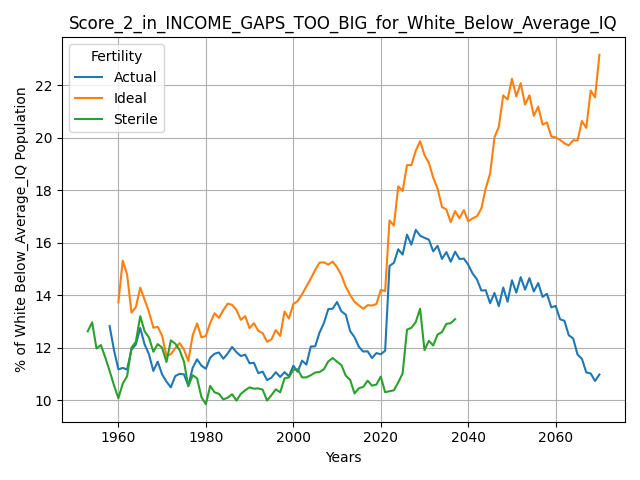 Score_2_in_INCOME_GAPS_TOO_BIG_for_White_Below_Average_IQ
Fertility
Actual
Ideal
Sterile
% of White Below_Average_IQ Population
22
20
18
16
14
12
10
1960
1980
2000
2020
2040
2060
Years